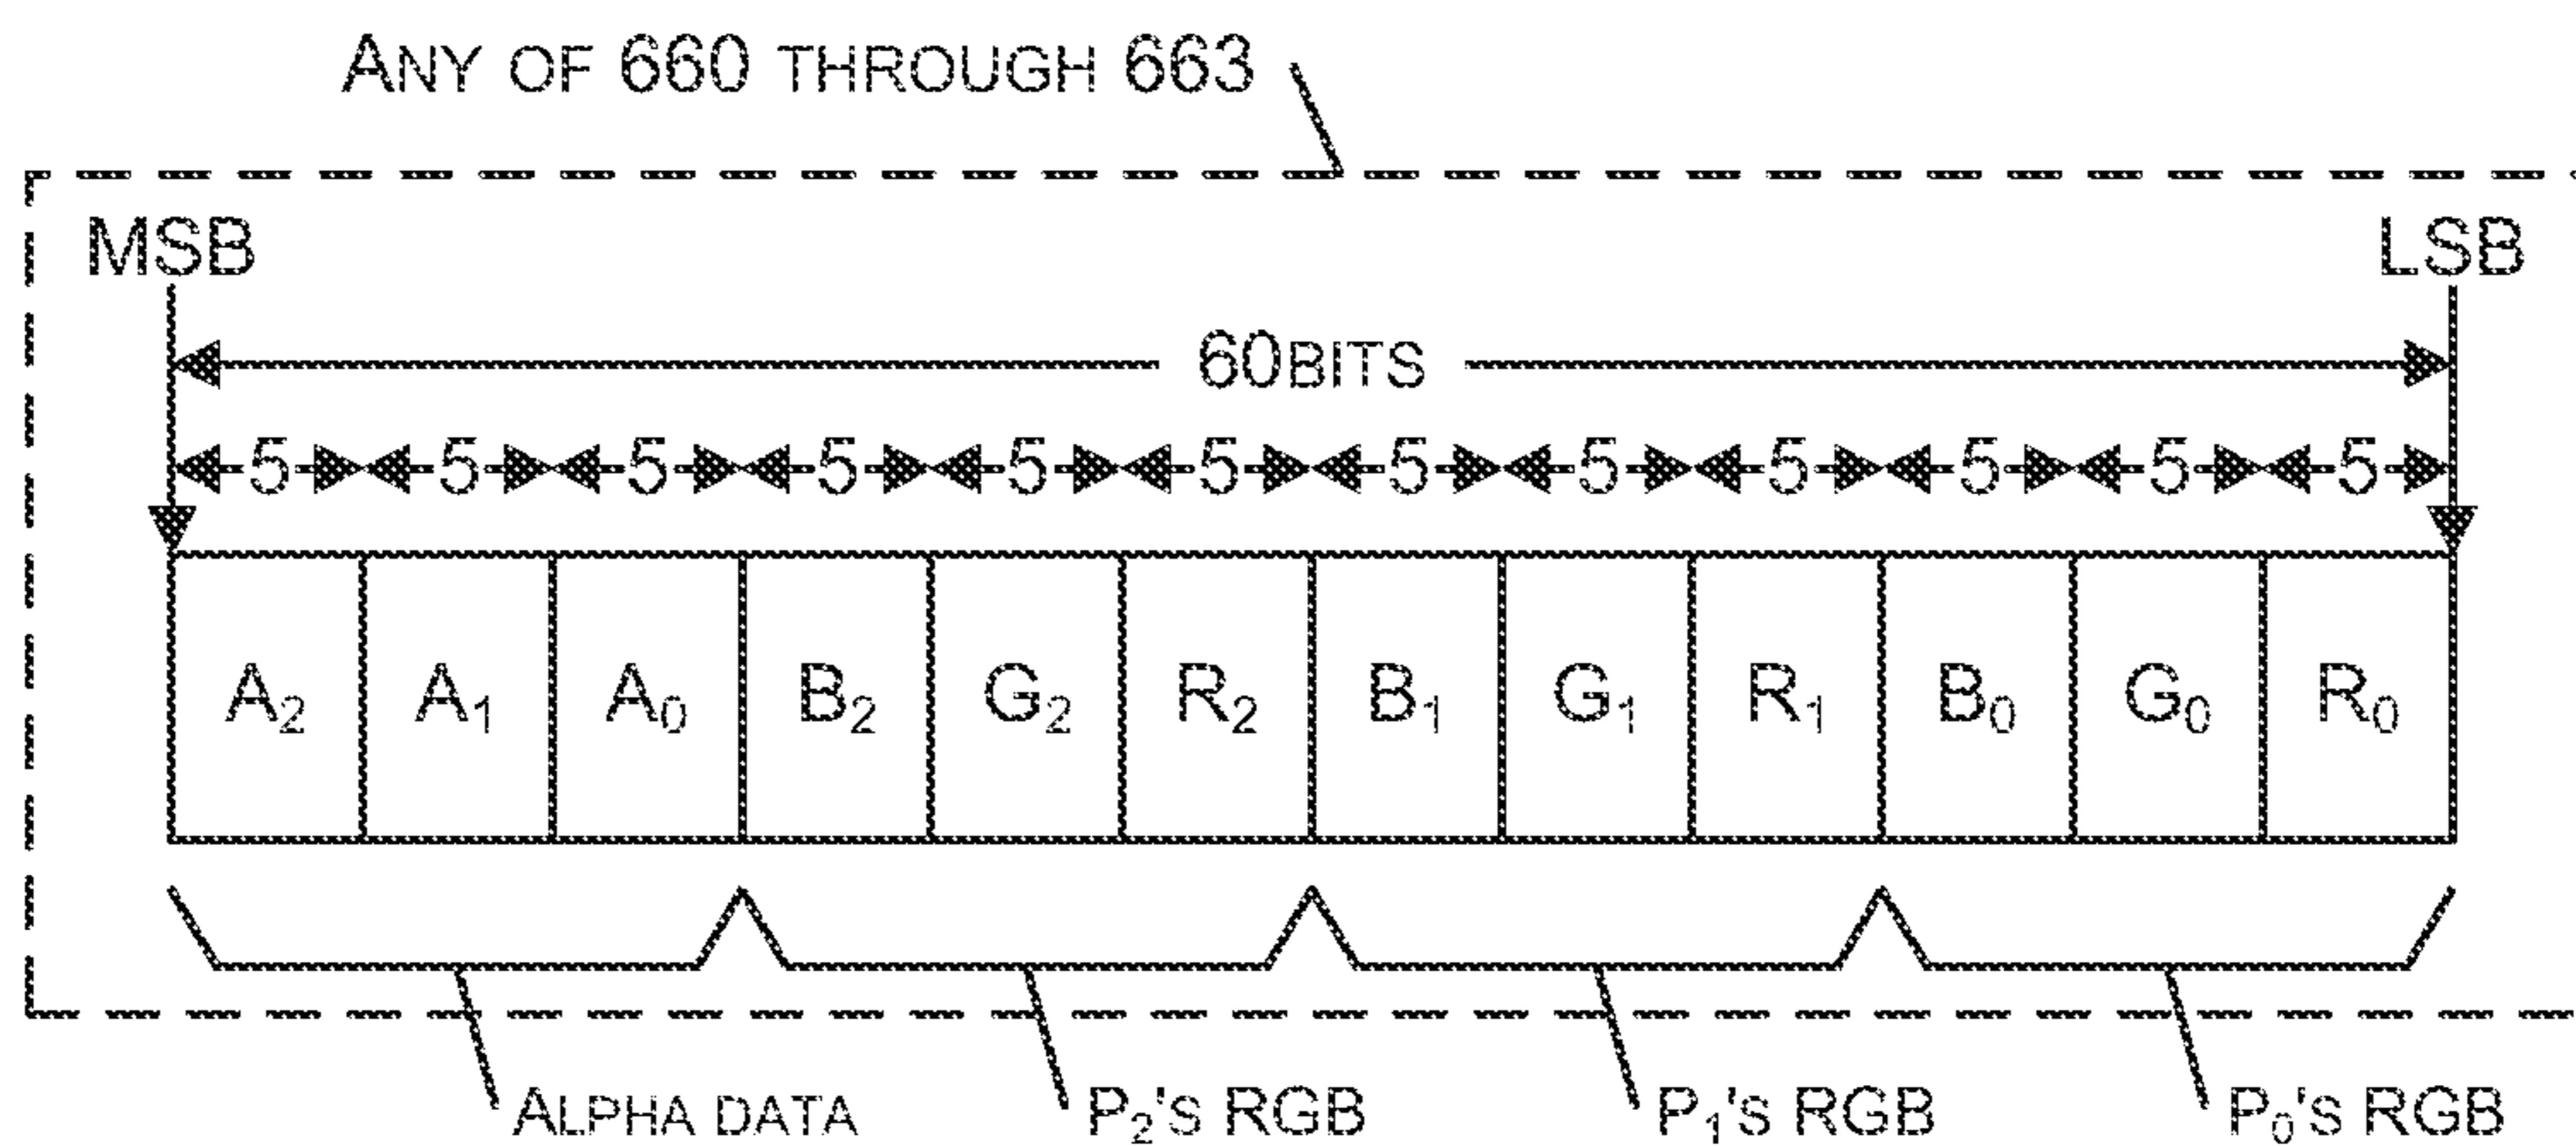 ANY OF 660 THROUGH 663
MSB LSB
60BITS
5 5 5 5 5 5 5 5 5 5 5 5
A₂ A₁ A₀ B₂ G₂ R₂ B₁ G₁ R₁ B₀ G₀ R₀
ALPHA DATA P₂'S RGB P₁'S RGB P₀'S RGB